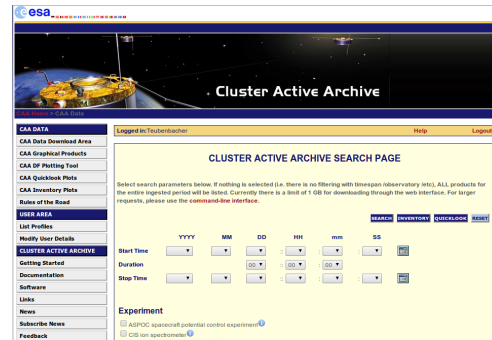 esa
Cluster Active Archive
CAA Home > CAA Data
CAA DATA
CAA Data Download Area
CAA Graphical Products
CAA DF Plotting Tool
CAA Quicklook Plots
CAA Inventory Plots
Rules of the Road
USER AREA
List Profiles
Modify User Details
CLUSTER ACTIVE ARCHIVE
Getting Started
Documentation
Software
Links
News
Subscribe News
Feedback
Logged in:Teubenbacher Help Logout
CLUSTER ACTIVE ARCHIVE SEARCH PAGE
Select search parameters below. If nothing is selected (i.e. there is no filtering with timespan /observatory /etc), ALL products for
the entire ingested period will be listed. Currently there is a limit of 1 GB for downloading through the web interface. For larger
requests, please use the command-line interface.
SEARCH INVENTORY QUICKLOOK RESET
YYYY MM DD HH mm SS
Start Time : : :
Duration 00 : 00 : 00
Stop Time : : :
Experiment
ASPOC spacecraft potential control experiment
CIS ion spectrometer